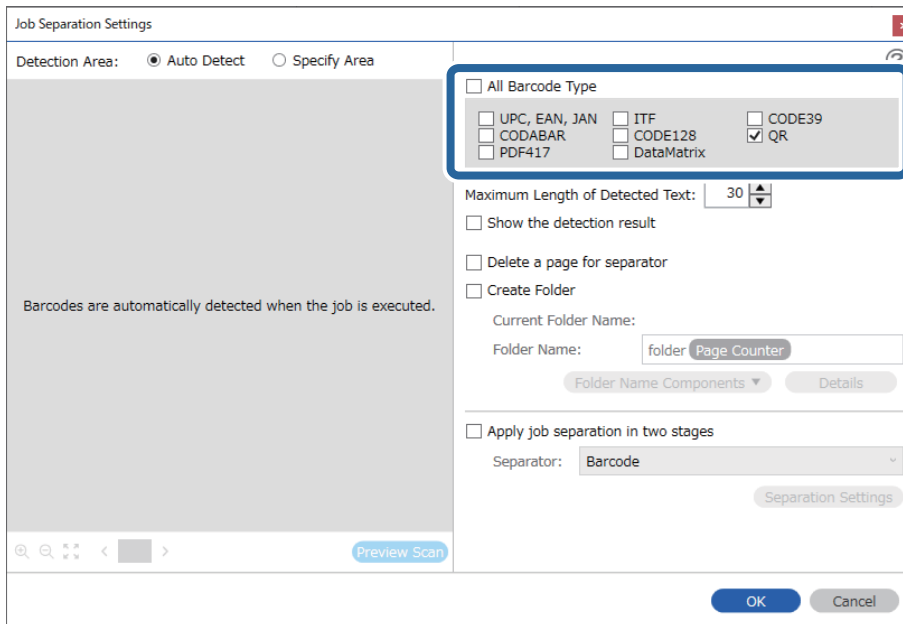 Job Separation Settings
Detection Area: Auto Detect Specify Area
All Barcode Type
UPC, EAN, JAN ITF CODE39
CODABAR CODE128 QR
PDF417 DataMatrix
Maximum Length of Detected Text: 30
Show the detection result
Delete a page for separator
Create Folder
Barcodes are automatically detected when the job is executed.
Current Folder Name:
Folder Name: folder Page Counter
Folder Name Components Details
Apply job separation in two stages
Separator: Barcode
Separation Settings
Preview Scan
OK Cancel